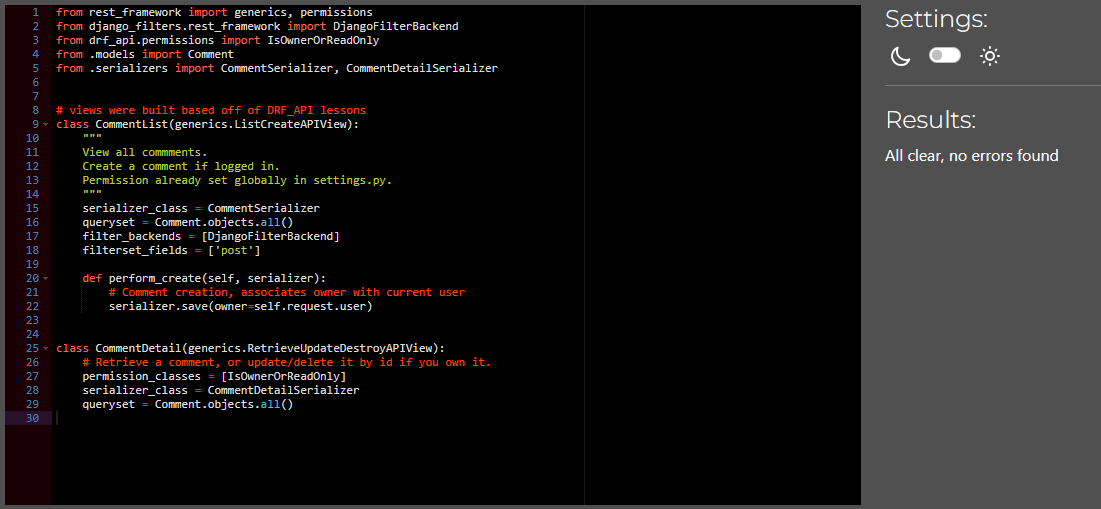 1 from rest_framework import generics, permissions
2 from django_filters.rest_framework import DjangoFilterBackend
3 from drf_api.permissions import IsOwnerOrReadOnly
4 from .models import Comment
5 from .serializers import CommentSerializer, CommentDetailSerializer
6
7
8 # views were built based off of DRF_API lessons
9 class CommentList(generics.ListCreateAPIView):
10     """
11     View all commments.
12     Create a comment if logged in.
13     Permission already set globally in settings.py.
14     """
15     serializer_class = CommentSerializer
16     queryset = Comment.objects.all()
17     filter_backends = [DjangoFilterBackend]
18     filterset_fields = ['post']
19
20     def perform_create(self, serializer):
21         # Comment creation, associates owner with current user
22         serializer.save(owner=self.request.user)
23
24
25 class CommentDetail(generics.RetrieveUpdateDestroyAPIView):
26     # Retrieve a comment, or update/delete it by id if you own it.
27     permission_classes = [IsOwnerOrReadOnly]
28     serializer_class = CommentDetailSerializer
29     queryset = Comment.objects.all()
30
Settings:
Results:
All clear, no errors found